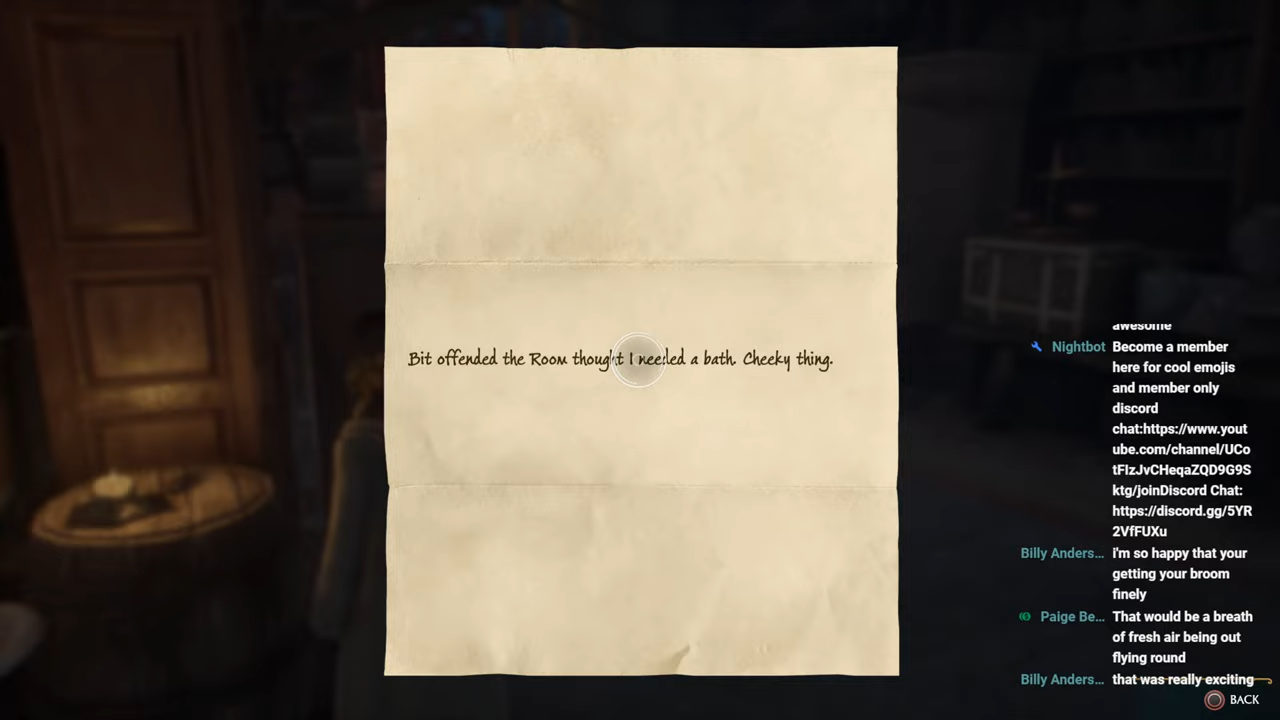 Bit offended the Room thought I needed a bath. Cheeky thing.
awesome
Nightbot Become a member
here for cool emojis
and member only
discord
chat:https://www.yout
ube.com/channel/UCo
tFIzJvCHeqaZQD9G9S
ktg/joinDiscord Chat:
https://discord.gg/5YR
2VfFUXu
Billy Anders... i'm so happy that your
getting your broom
finely
Paige Be... That would be a breath
of fresh air being out
flying round
Billy Anders... that was really exciting
BACK